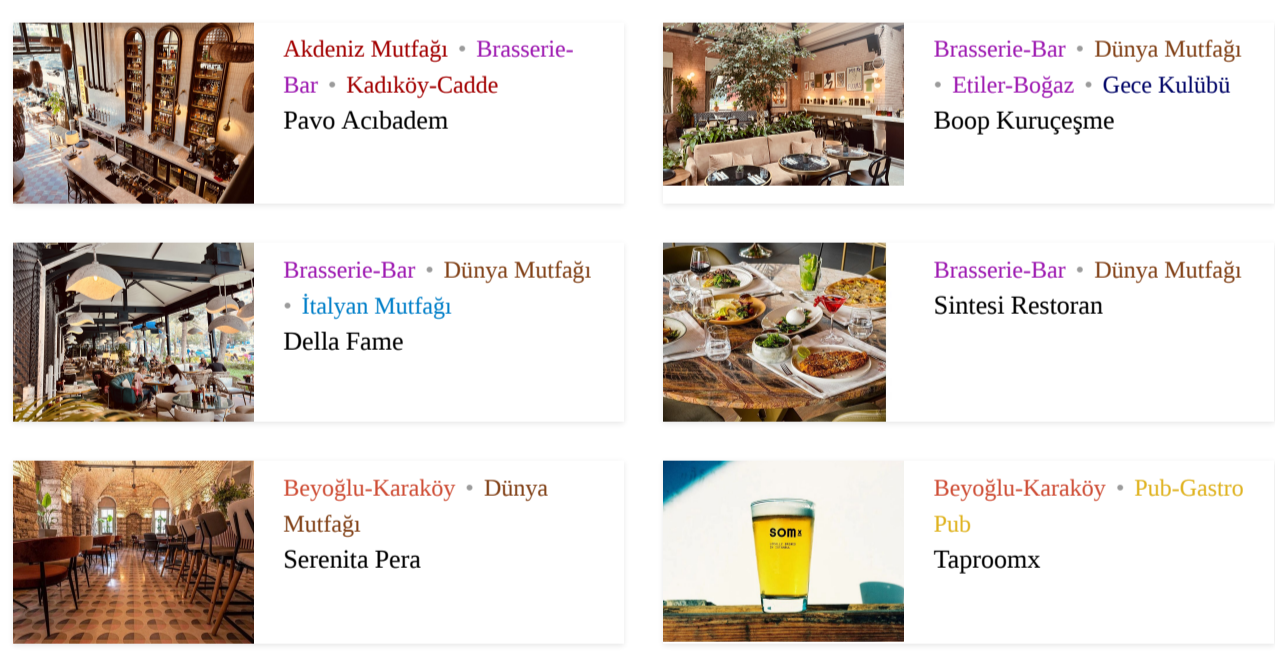 Akdeniz Mutfağı • Brasserie-
Bar • Kadıköy-Cadde
Pavo Acıbadem
Brasserie-Bar • Dünya Mutfağı
• Etiler-Boğaz • Gece Kulübü
Boop Kuruçeşme
Brasserie-Bar • Dünya Mutfağı
• İtalyan Mutfağı
Della Fame
Brasserie-Bar • Dünya Mutfağı
Sintesi Restoran
Beyoğlu-Karaköy • Dünya
Mutfağı
Serenita Pera
Beyoğlu-Karaköy • Pub-Gastro
Pub
Taproomx